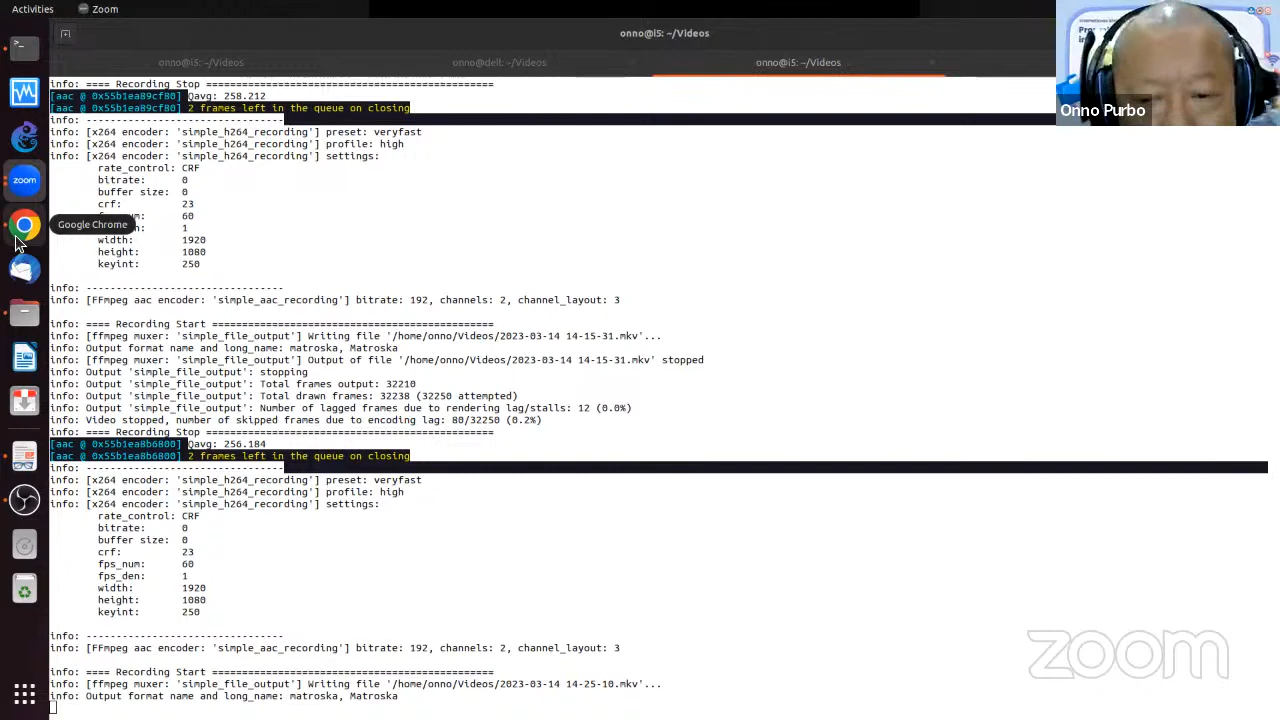 Activities
Zoom
onno@i5: ~/Videos
onno@i5: ~/Videos
onno@dell: ~/Videos
onno@i5: ~/Videos
info: ==== Recording Stop ===============================================
[aac @ 0x55b1ea89cf80] Qavg: 258.212
[aac @ 0x55b1ea89cf80] 2 frames left in the queue on closing
info: ---------------------------------
info: [x264 encoder: 'simple_h264_recording'] preset: veryfast
info: [x264 encoder: 'simple_h264_recording'] profile: high
info: [x264 encoder: 'simple_h264_recording'] settings:
rate_control: CRF
bitrate: 0
buffer size: 0
crf: 23
60
Google Chrome
1
width: 1920
height: 1080
keyint: 250
info: ---------------------------------
info: [FFmpeg aac encoder: 'simple_aac_recording'] bitrate: 192, channels: 2, channel_layout: 3
info: ==== Recording Start ===============================================
info: [ffmpeg muxer: 'simple_file_output'] Writing file '/home/onno/Videos/2023-03-14 14-15-31.mkv'...
info: Output format name and long_name: matroska, Matroska
info: [ffmpeg muxer: 'simple_file_output'] Output of file '/home/onno/Videos/2023-03-14 14-15-31.mkv' stopped
info: Output 'simple_file_output': stopping
info: Output 'simple_file_output': Total frames output: 32210
info: Output 'simple_file_output': Total drawn frames: 32238 (32250 attempted)
info: Output 'simple_file_output': Number of lagged frames due to rendering lag/stalls: 12 (0.0%)
info: Video stopped, number of skipped frames due to encoding lag: 80/32250 (0.2%)
info: ==== Recording Stop ===============================================
[aac @ 0x55b1ea8b6800] Qavg: 256.184
[aac @ 0x55b1ea8b6800] 2 frames left in the queue on closing
info: ---------------------------------
info: [x264 encoder: 'simple_h264_recording'] preset: veryfast
info: [x264 encoder: 'simple_h264_recording'] profile: high
info: [x264 encoder: 'simple_h264_recording'] settings:
rate_control: CRF
bitrate: 0
buffer size: 0
crf: 23
fps_num: 60
fps_den: 1
width: 1920
height: 1080
keyint: 250
info: ---------------------------------
info: [FFmpeg aac encoder: 'simple_aac_recording'] bitrate: 192, channels: 2, channel_layout: 3
info: ==== Recording Start ===============================================
info: [ffmpeg muxer: 'simple_file_output'] Writing file '/home/onno/Videos/2023-03-14 14-25-10.mkv'...
info: Output format name and long_name: matroska, Matroska
zoom
Onno Purbo
zoom